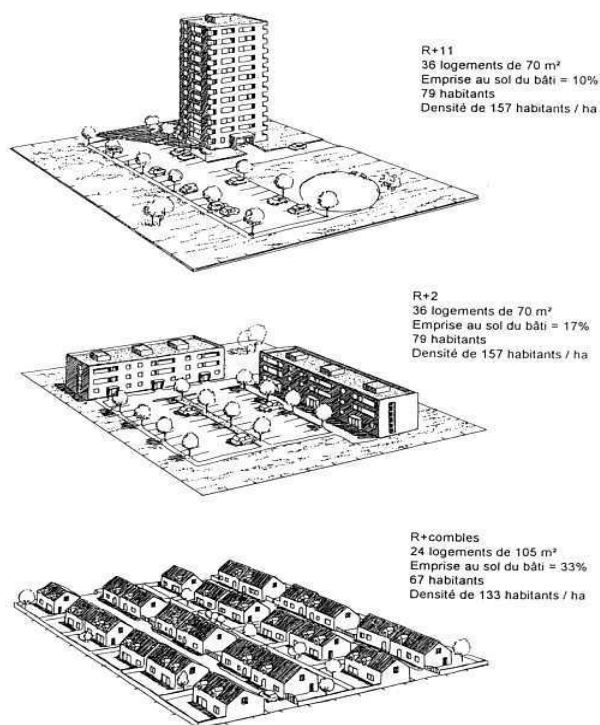 R+11
36 logements de 70 m²
Emprise au sol du bâti = 10%
79 habitants
Densité de 157 habitants / ha
R+2
36 logements de 70 m²
Emprise au sol du bâti = 17%
79 habitants
Densité de 157 habitants / ha
R+combles
24 logements de 105 m²
Emprise au sol du bâti = 33%
67 habitants
Densité de 133 habitants / ha